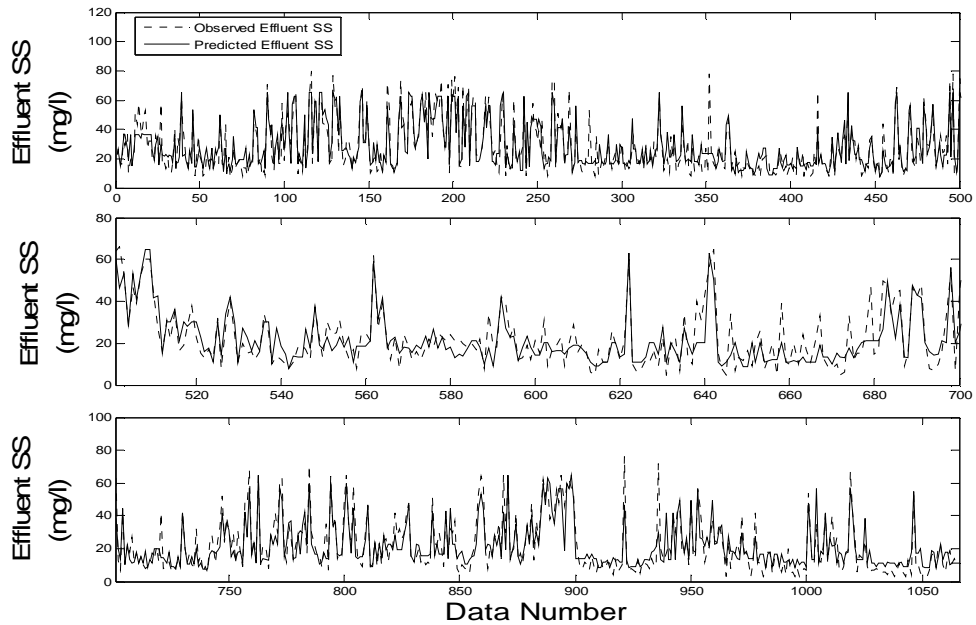 120
100
80
60
40
20
0
Effluent SS
(mg/l)
Observed Effluent SS
Predicted Effluent SS
0 50 100 150 200 250 300 350 400 450 500
80
60
40
20
0
Effluent SS
(mg/l)
520 540 560 580 600 620 640 660 680 700
100
80
60
40
20
0
Effluent SS
(mg/l)
750 800 850 900 950 1000 1050
Data Number